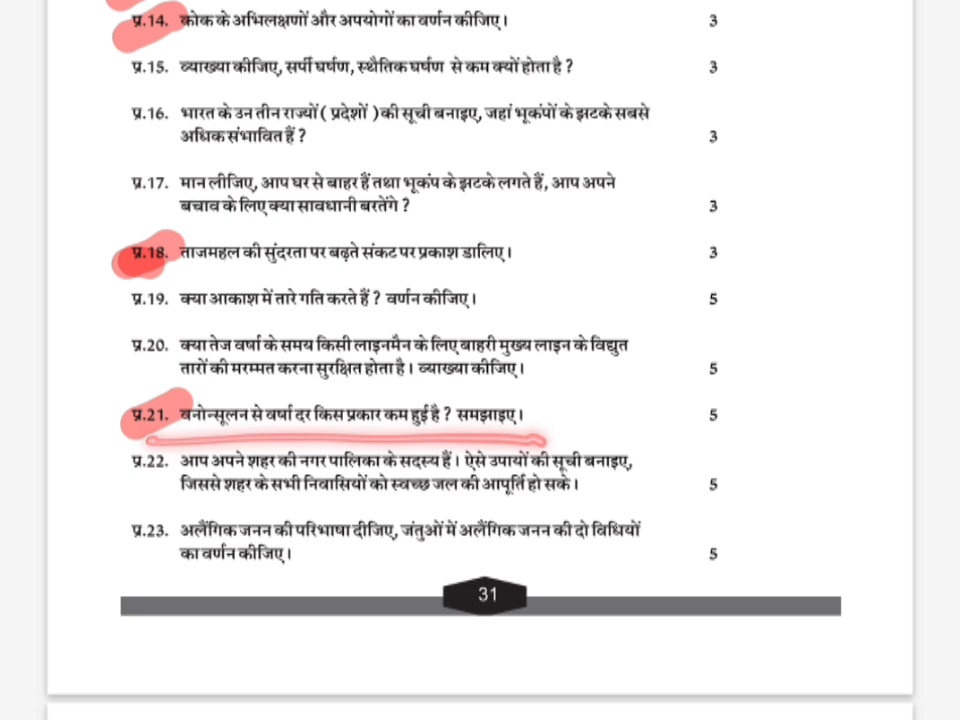 प्र.14. कोक के अभिलक्षणों और अपयोगों का वर्णन कीजिए। 3
प्र.15. व्याख्या कीजिए, सर्पी घर्षण, स्थैतिक घर्षण से कम क्यों होता है ? 3
प्र.16. भारत के उन तीन राज्यों ( प्रदेशों ) की सूची बनाइए, जहां भूकंपों के झटके सबसे
अधिक संभावित हैं ? 3
प्र.17. मान लीजिए, आप घर से बाहर हैं तथा भूकंप के झटके लगते हैं, आप अपने
बचाव के लिए क्या सावधानी बरतेंगे ? 3
प्र.18. ताजमहल की सुंदरता पर बढ़ते संकट पर प्रकाश डालिए। 3
प्र.19. क्या आकाश में तारे गति करते हैं ? वर्णन कीजिए। 5
प्र.20. क्या तेज वर्षा के समय किसी लाइनमैन के लिए बाहरी मुख्य लाइन के विद्युत
तारों की मरम्मत करना सुरक्षित होता है। व्याख्या कीजिए। 5
प्र.21. वनोन्सूलन से वर्षा दर किस प्रकार कम हुई है ? समझाइए। 5
प्र.22. आप अपने शहर की नगर पालिका के सदस्य हैं। ऐसे उपायों की सूची बनाइए,
जिससे शहर के सभी निवासियों को स्वच्छ जल की आपूर्ति हो सके। 5
प्र.23. अलैंगिक जनन की परिभाषा दीजिए, जंतुओं में अलैंगिक जनन की दो विधियों
का वर्णन कीजिए। 5
31